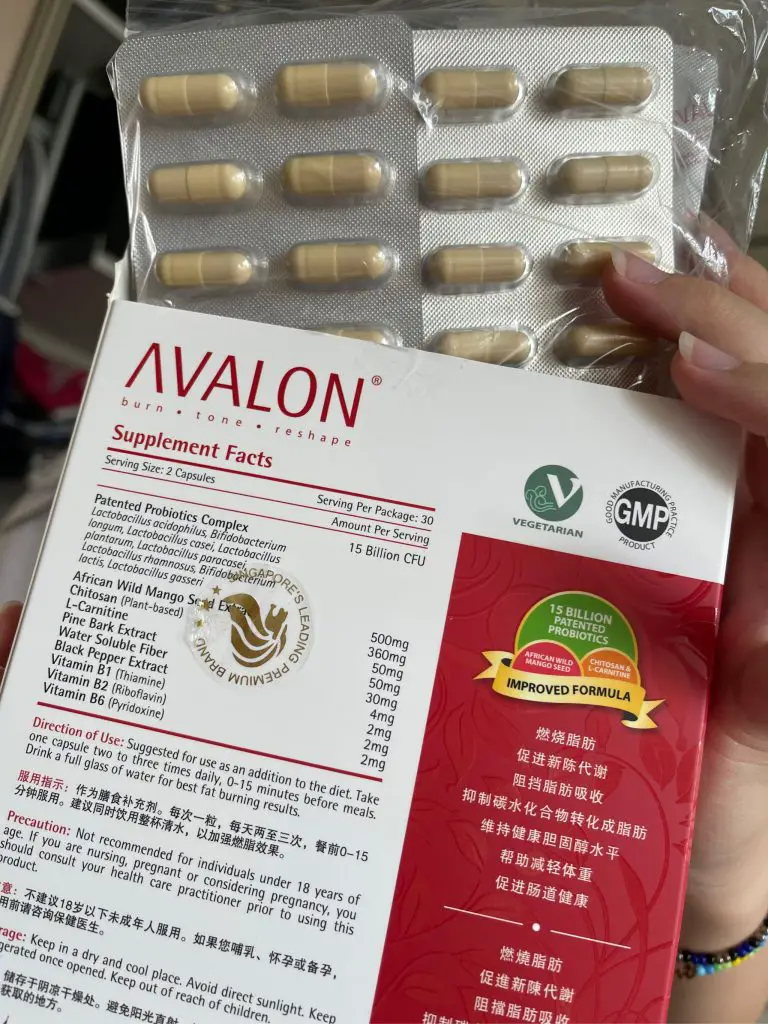 AVALON®
burn • tone • reshape
Supplement Facts
Serving Size: 2 Capsules
Serving Per Package: 30
Amount Per Serving
Patented Probiotics Complex
15 Billion CFU
Lactobacillus acidophilus, Bifidobacterium
longum, Lactobacillus casei, Lactobacillus
plantarum, Lactobacillus paracasei,
Lactobacillus rhamnosus, Bifidobacterium
lactis, Lactobacillus gasseri
African Wild Mango Seed Extract
500mg
Chitosan (Plant-based)
360mg
L-Carnitine
50mg
Pine Bark Extract
50mg
Water Soluble Fiber
30mg
Black Pepper Extract
4mg
Vitamin B1 (Thiamine)
2mg
Vitamin B2 (Riboflavin)
2mg
Vitamin B6 (Pyridoxine)
2mg
SINGAPORE'S LEADING PREMIUM BRAND
Direction of Use: Suggested for use as an addition to the diet. Take
one capsule two to three times daily, 0-15 minutes before meals.
Drink a full glass of water for best fat burning results.
服用指示：作为膳食补充剂。每次一粒，每天两至三次，餐前0-15
分钟服用。建议同时饮用整杯清水，以加强燃脂效果。
Precaution: Not recommended for individuals under 18 years of
age. If you are nursing, pregnant or considering pregnancy, you
should consult your health care practitioner prior to using this
product.
意：不建议18岁以下未成年人服用。如果您哺乳、怀孕或备孕，
用前请咨询保健医生。
rage: Keep in a dry and cool place. Avoid direct sunlight. Keep
gerated once opened. Keep out of reach of children.
储存于阴凉干燥处。避免阳光直射
获取的地方。
V
VEGETARIAN
GOOD MANUFACTURING PRACTICE
GMP
PRODUCT
15 BILLION
PATENTED
PROBIOTICS
AFRICAN WILD
MANGO SEED
CHITOSAN &
L-CARNITINE
IMPROVED FORMULA
燃烧脂肪
促进新陈代谢
阻挡脂肪吸收
抑制碳水化合物转化成脂肪
维持健康胆固醇水平
帮助减轻体重
促进肠道健康
燃燒脂肪
促進新陳代謝
阻擋脂肪吸收